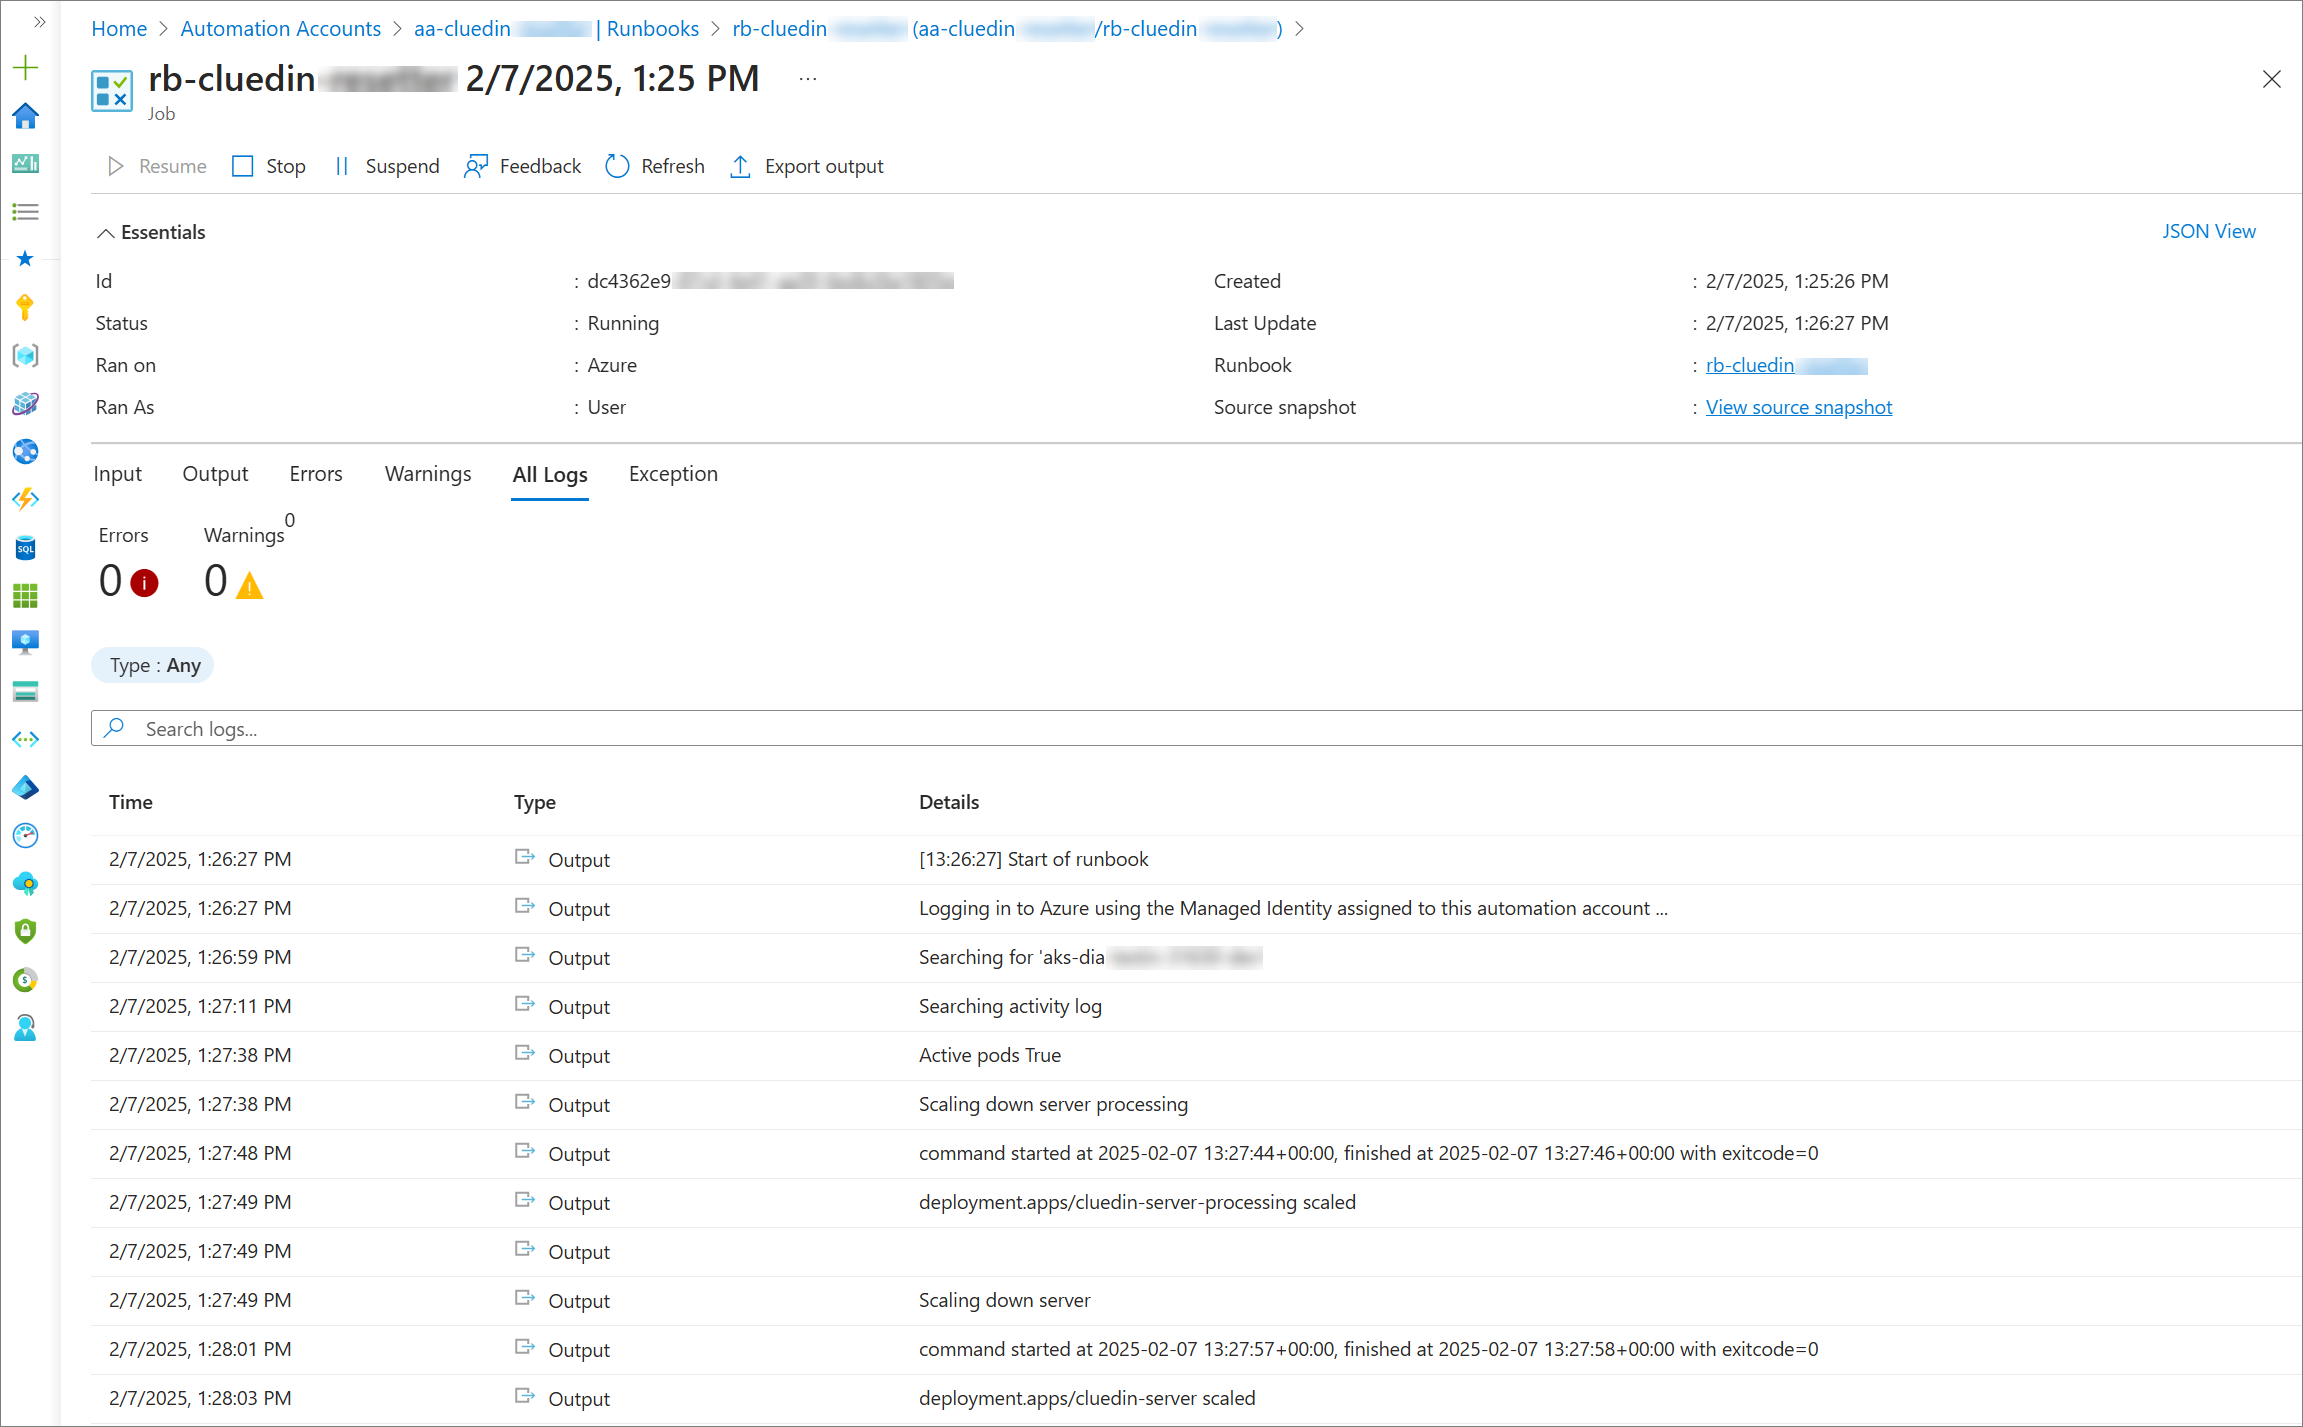 Home > Automation Accounts > aa-cluedin | Runbooks > rb-cluedin (aa-cluedin /rb-cluedin ) >
rb-cluedin 2/7/2025, 1:25 PM ...
Job
Resume Stop Suspend Feedback Refresh Export output
Essentials JSON View
Id : dc4362e9 Created : 2/7/2025, 1:25:26 PM
Status : Running Last Update : 2/7/2025, 1:26:27 PM
Ran on : Azure Runbook : rb-cluedin
Ran As : User Source snapshot : View source snapshot
Input Output Errors Warnings All Logs Exception
Errors Warnings 0
0 0
Type : Any
Search logs...
Time Type Details
2/7/2025, 1:26:27 PM Output [13:26:27] Start of runbook
2/7/2025, 1:26:27 PM Output Logging in to Azure using the Managed Identity assigned to this automation account ...
2/7/2025, 1:26:59 PM Output Searching for 'aks-dia
2/7/2025, 1:27:11 PM Output Searching activity log
2/7/2025, 1:27:38 PM Output Active pods True
2/7/2025, 1:27:38 PM Output Scaling down server processing
2/7/2025, 1:27:48 PM Output command started at 2025-02-07 13:27:44+00:00, finished at 2025-02-07 13:27:46+00:00 with exitcode=0
2/7/2025, 1:27:49 PM Output deployment.apps/cluedin-server-processing scaled
2/7/2025, 1:27:49 PM Output
2/7/2025, 1:27:49 PM Output Scaling down server
2/7/2025, 1:28:01 PM Output command started at 2025-02-07 13:27:57+00:00, finished at 2025-02-07 13:27:58+00:00 with exitcode=0
2/7/2025, 1:28:03 PM Output deployment.apps/cluedin-server scaled